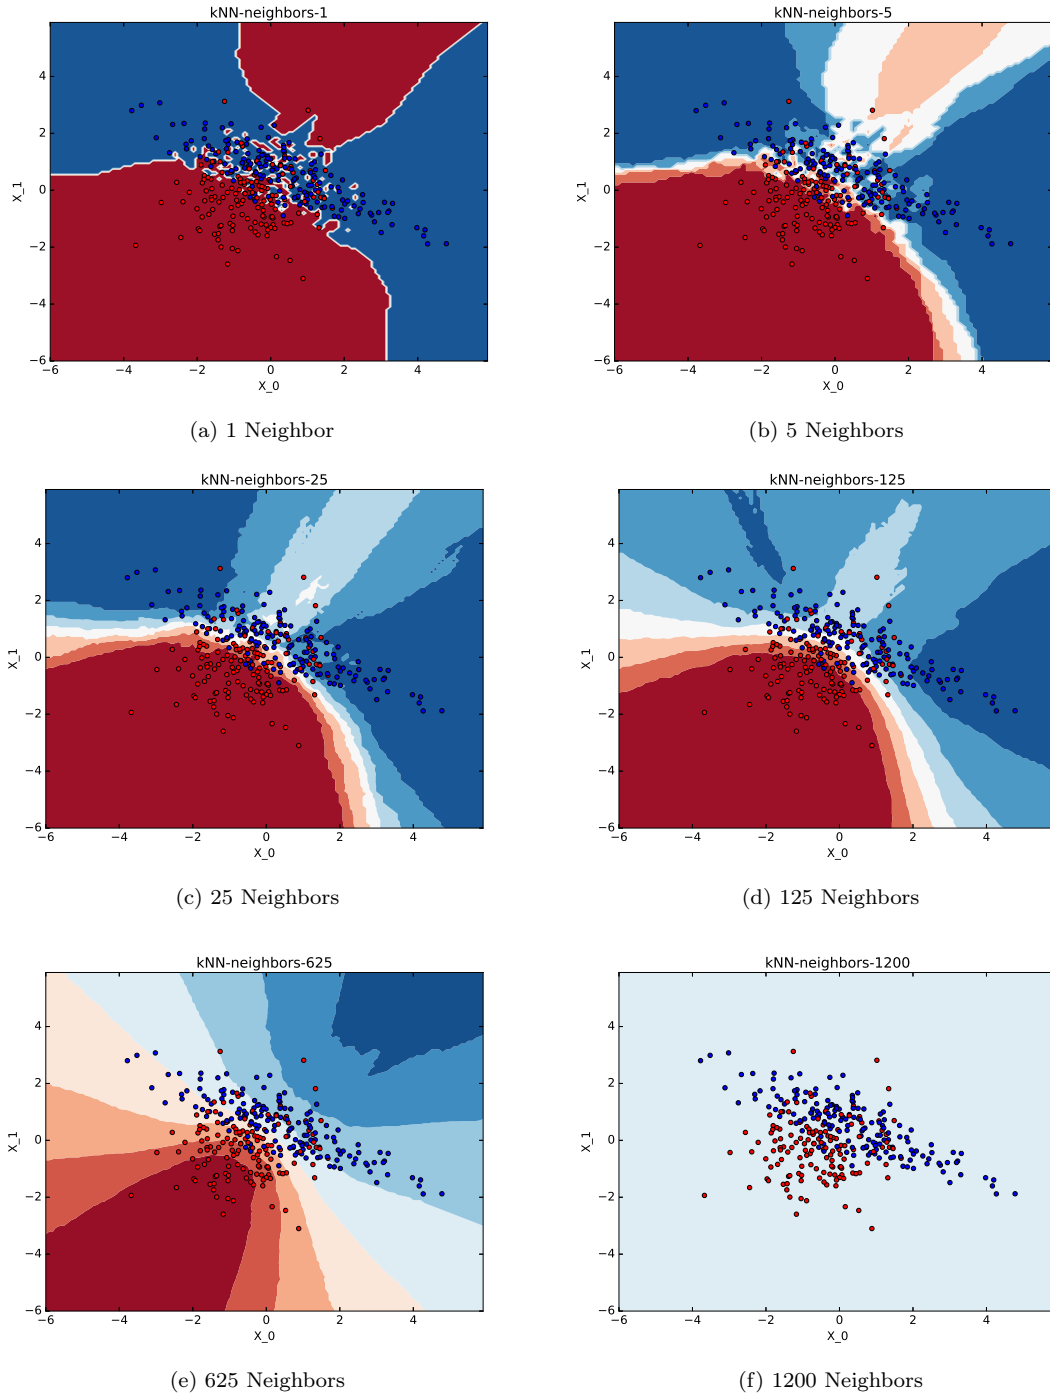 kNN-neighbors-1
kNN-neighbors-5
4
2
0
−2
−4
−6
X_1
−6 −4 −2 0 2 4
X_0
4
2
0
−2
−4
−6
X_1
−6 −4 −2 0 2 4
X_0
(a) 1 Neighbor
(b) 5 Neighbors
kNN-neighbors-25
kNN-neighbors-125
4
2
0
−2
−4
−6
X_1
−6 −4 −2 0 2 4
X_0
4
2
0
−2
−4
−6
X_1
−6 −4 −2 0 2 4
X_0
(c) 25 Neighbors
(d) 125 Neighbors
kNN-neighbors-625
kNN-neighbors-1200
4
2
0
−2
−4
−6
X_1
−6 −4 −2 0 2 4
X_0
4
2
0
−2
−4
−6
X_1
−6 −4 −2 0 2 4
X_0
(e) 625 Neighbors
(f) 1200 Neighbors